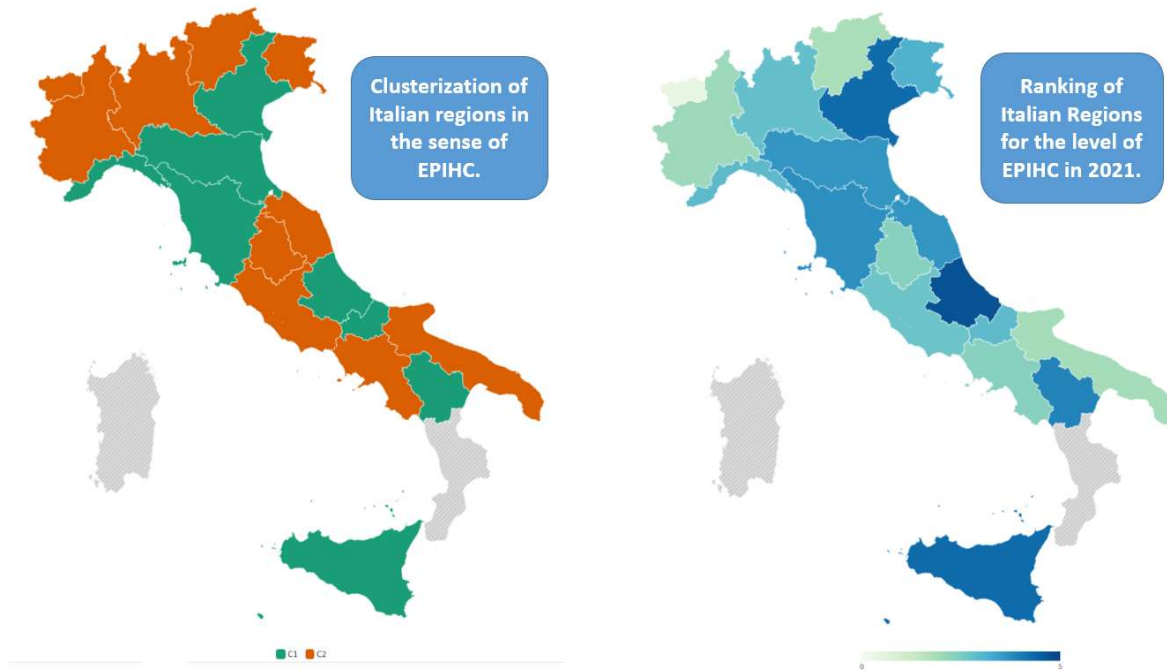 Clusterization of
Italian regions in
the sense of
EPIHC.
Ranking of
Italian Regions
for the level of
EPIHC in 2021.
C1 C2
0 5